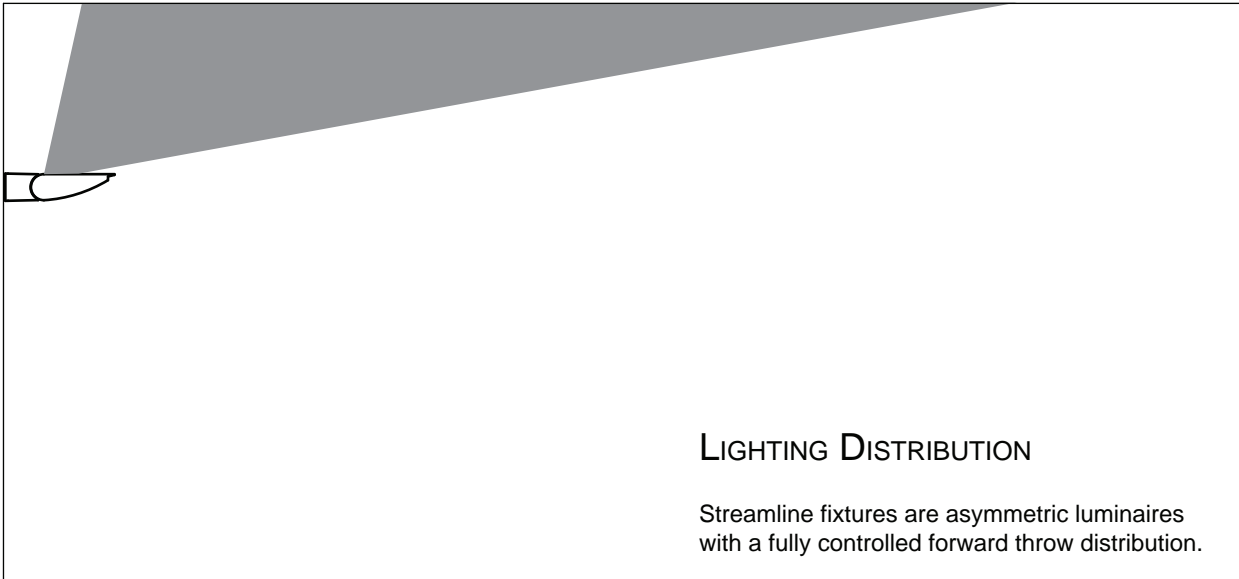 LIGHTING DISTRIBUTION
Streamline fixtures are asymmetric luminaires
with a fully controlled forward throw distribution.